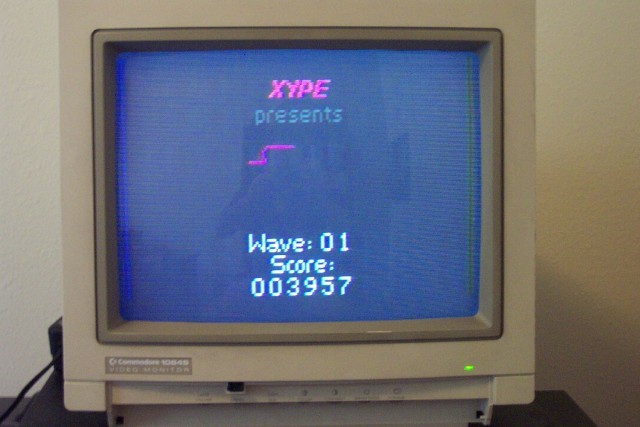 XYPE
presents
Wave: 01
Score:
003957
Commodore 1084S
VIDEO MONITOR